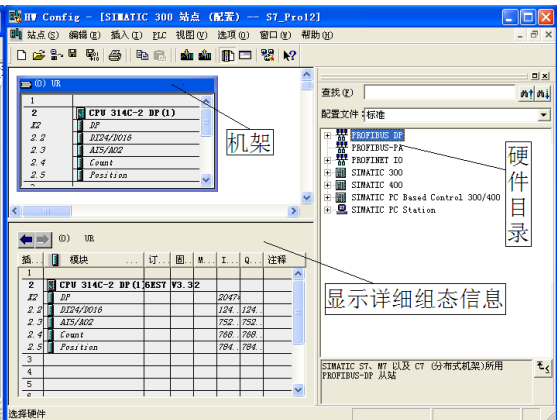 HW Config - [SIMATIC 300 站点 (配置) -- S7_Pro12]
站点(S) 编辑(E) 插入(I) PLC 视图(V) 选项(O) 窗口(W) 帮助(H)
(0) UR
1
2 CPU 314C-2 DP(1)
X2 DP
2.2 DI24/DO16
2.3 AI5/AO2
2.4 Count
2.5 Position
机架
查找(F)
配置文件: 标准
PROFIBUS DP
PROFIBUS-PA
PROFINET IO
SIMATIC 300
SIMATIC 400
SIMATIC PC Based Control 300/400
SIMATIC PC Station
硬件目录
(0) UR
插... 模块 ... 订... 固... M... I... Q... 注释
1
2 CPU 314C-2 DP(1) 6EST V3.3 2
X2 DP 2047*
2.2 DI24/DO16 124.. 124..
2.3 AI5/AO2 752.. 752..
2.4 Count 768.. 768..
2.5 Position 784.. 784..
3
4
5
显示详细组态信息
SIMATIC S7、M7 以及 C7 (分布式机架)所用
PROFIBUS-DP 从站
选择硬件